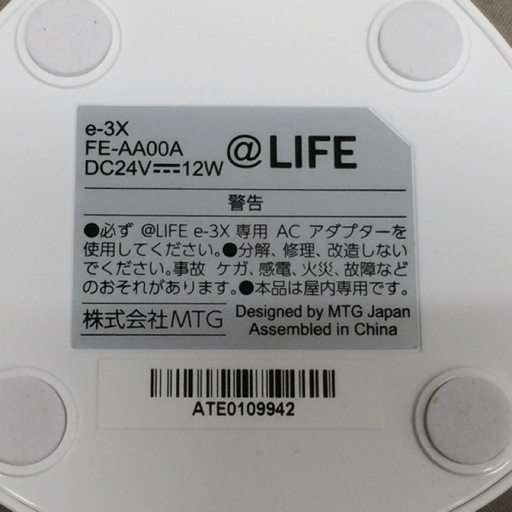 e-3X
FE-AA00A
DC24V⎓12W
@LIFE
警告
●必ず @LIFE e-3X 専用 AC アダプターを
使用してください。●分解、修理、改造しない
でください。事故 ケガ、感電、火災、故障など
のおそれがあります。●本品は屋内専用です。
株式会社MTG
Designed by MTG Japan
Assembled in China
ATE0109942